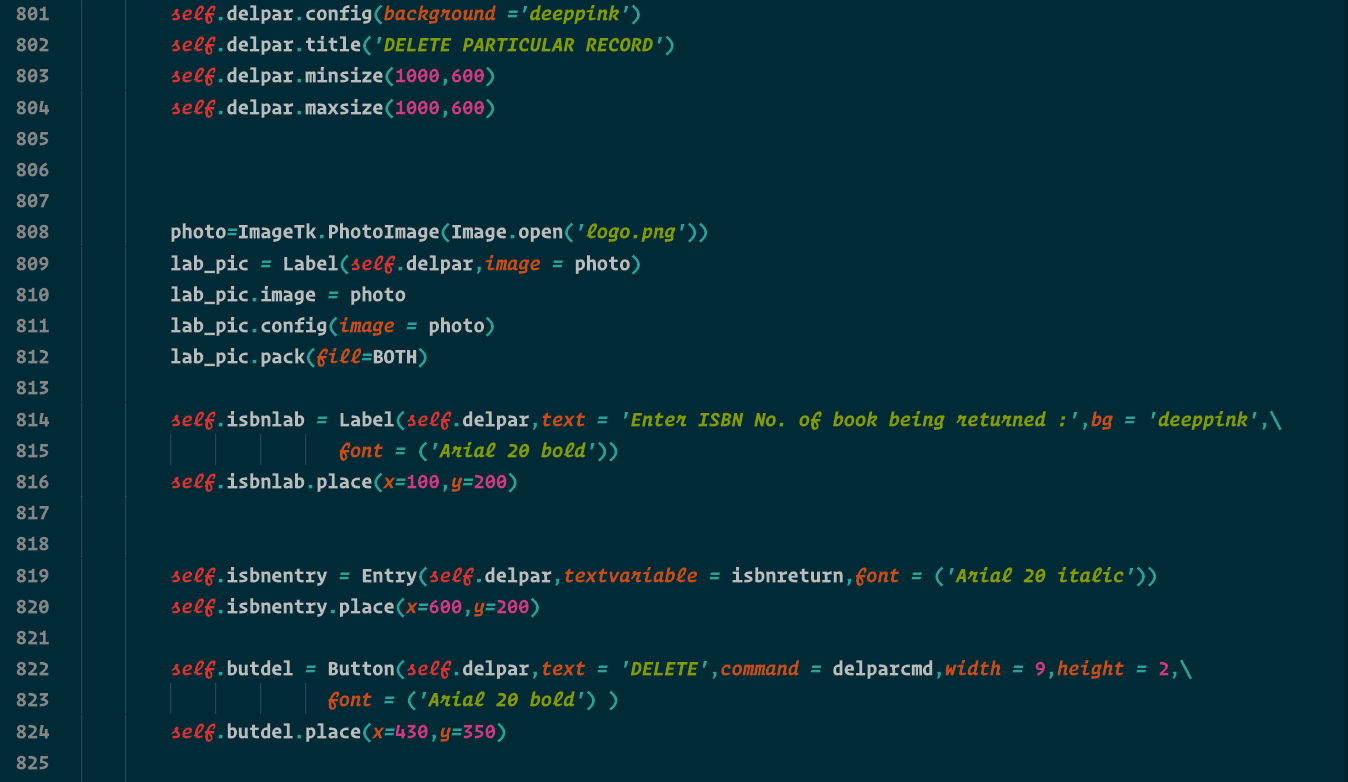 801 self.delpar.config(background ='deeppink')
802 self.delpar.title('DELETE PARTICULAR RECORD')
803 self.delpar.minsize(1000,600)
804 self.delpar.maxsize(1000,600)
805
806
807
808 photo=ImageTk.PhotoImage(Image.open('logo.png'))
809 lab_pic = Label(self.delpar,image = photo)
810 lab_pic.image = photo
811 lab_pic.config(image = photo)
812 lab_pic.pack(fill=BOTH)
813
814 self.isbnlab = Label(self.delpar,text = 'Enter ISBN No. of book being returned :',bg = 'deeppink',\
815 font = ('Arial 20 bold'))
816 self.isbnlab.place(x=100,y=200)
817
818
819 self.isbnentry = Entry(self.delpar,textvariable = isbnreturn,font = ('Arial 20 italic'))
820 self.isbnentry.place(x=600,y=200)
821
822 self.butdel = Button(self.delpar,text = 'DELETE',command = delparcmd,width = 9,height = 2,\
823 font = ('Arial 20 bold') )
824 self.butdel.place(x=430,y=350)
825